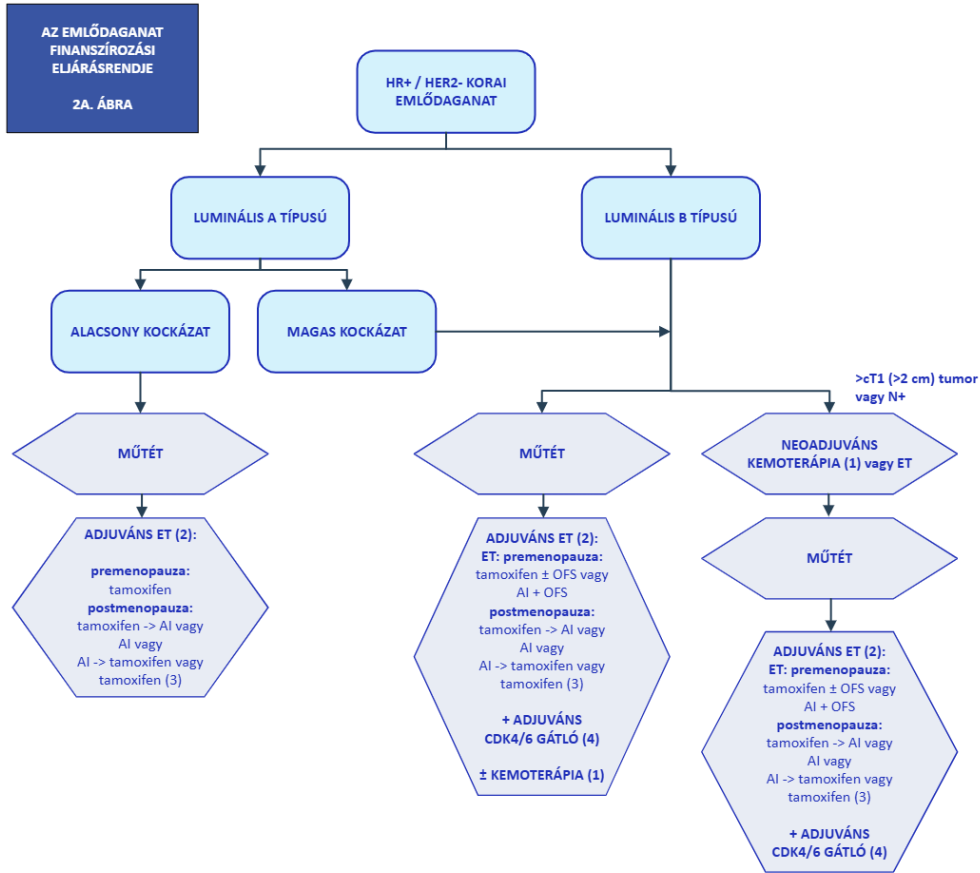 AZ EMLŐDAGANAT
FINANSZÍROZÁSI
ELJÁRÁSRENDJE
2A. ÁBRA
HR+ / HER2- KORAI
EMLŐDAGANAT
LUMINÁLIS A TÍPUSÚ
LUMINÁLIS B TÍPUSÚ
ALACSONY KOCKÁZAT
MAGAS KOCKÁZAT
>cT1 (>2 cm) tumor
vagy N+
MŰTÉT
MŰTÉT
NEOADJUVÁNS
KEMOTERÁPIA (1) vagy ET
ADJUVÁNS ET (2):
premenopauza:
tamoxifen
postmenopauza:
tamoxifen -> AI vagy
AI vagy
AI -> tamoxifen vagy
tamoxifen (3)
ADJUVÁNS ET (2):
ET: premenopauza:
tamoxifen ± OFS vagy
AI + OFS
postmenopauza:
tamoxifen -> AI vagy
AI vagy
AI -> tamoxifen vagy
tamoxifen (3)
+ ADJUVÁNS
CDK4/6 GÁTLÓ (4)
± KEMOTERÁPIA (1)
MŰTÉT
ADJUVÁNS ET (2):
ET: premenopauza:
tamoxifen ± OFS vagy
AI + OFS
postmenopauza:
tamoxifen -> AI vagy
AI vagy
AI -> tamoxifen vagy
tamoxifen (3)
+ ADJUVÁNS
CDK4/6 GÁTLÓ (4)